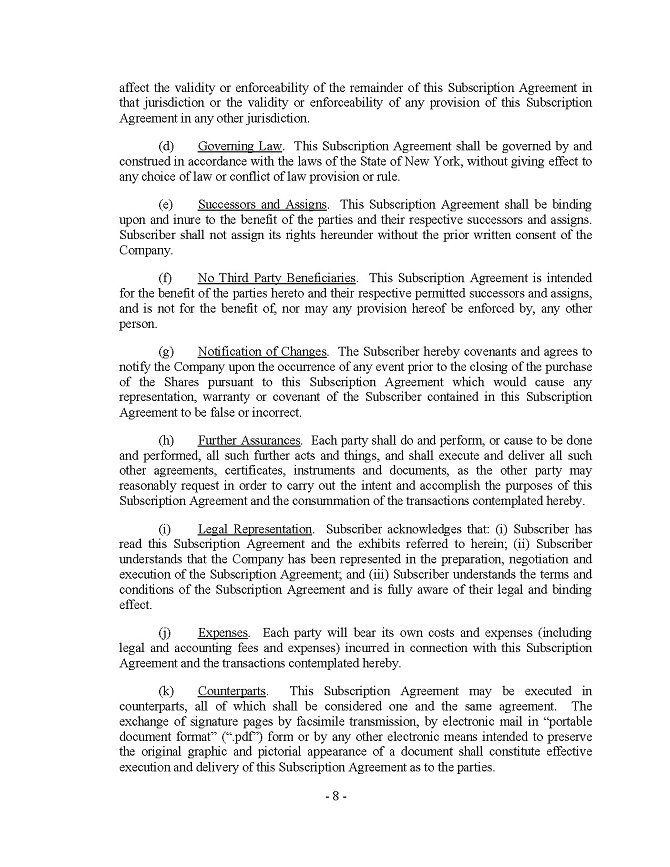 affect the validity or enforceability of the remainder of this Subscription Agreement in
that jurisdiction or the validity or enforceability of any provision of this Subscription
Agreement in any other jurisdiction.
(d) Governing Law. This Subscription Agreement shall be governed by and
construed in accordance with the laws of the State of New York, without giving effect to
any choice of law or conflict of law provision or rule.
(e) Successors and Assigns. This Subscription Agreement shall be binding
upon and inure to the benefit of the parties and their respective successors and assigns.
Subscriber shall not assign its rights hereunder without the prior written consent of the
Company.
(f) No Third Party Beneficiaries. This Subscription Agreement is intended
for the benefit of the parties hereto and their respective permitted successors and assigns,
and is not for the benefit of, nor may any provision hereof be enforced by, any other
person.
(g) Notification of Changes. The Subscriber hereby covenants and agrees to
notify the Company upon the occurrence of any event prior to the closing of the purchase
of the Shares pursuant to this Subscription Agreement which would cause any
representation, warranty or covenant of the Subscriber contained in this Subscription
Agreement to be false or incorrect.
(h) Further Assurances. Each party shall do and perform, or cause to be done
and performed, all such further acts and things, and shall execute and deliver all such
other agreements, certificates, instruments and documents, as the other party may
reasonably request in order to carry out the intent and accomplish the purposes of this
Subscription Agreement and the consummation of the transactions contemplated hereby.
(i) Legal Representation. Subscriber acknowledges that: (i) Subscriber has
read this Subscription Agreement and the exhibits referred to herein; (ii) Subscriber
understands that the Company has been represented in the preparation, negotiation and
execution of the Subscription Agreement; and (iii) Subscriber understands the terms and
conditions of the Subscription Agreement and is fully aware of their legal and binding
effect.
(j) Expenses. Each party will bear its own costs and expenses (including
legal and accounting fees and expenses) incurred in connection with this Subscription
Agreement and the transactions contemplated hereby.
(k) Counterparts. This Subscription Agreement may be executed in
counterparts, all of which shall be considered one and the same agreement. The
exchange of signature pages by facsimile transmission, by electronic mail in “portable
document format” (“.pdf”) form or by any other electronic means intended to preserve
the original graphic and pictorial appearance of a document shall constitute effective
execution and delivery of this Subscription Agreement as to the parties.
- 8 -